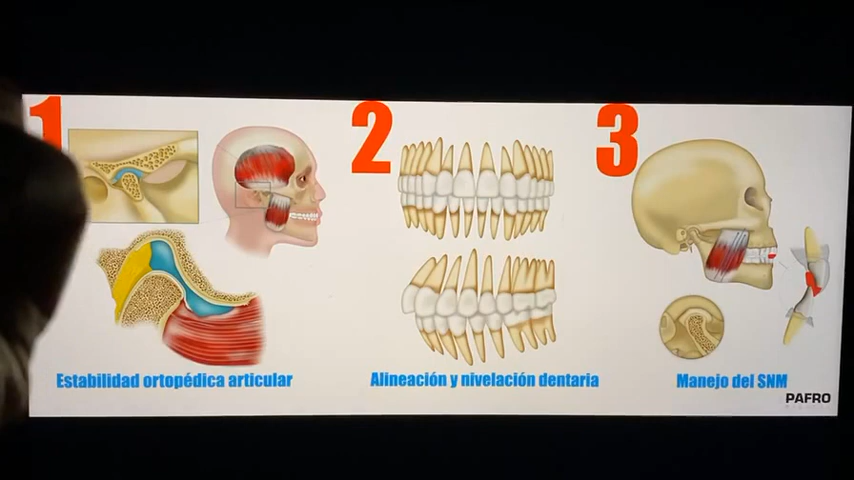 1
2
3
Estabilidad ortopédica articular
Alineación y nivelación dentaria
Manejo del SNM
PAFRO